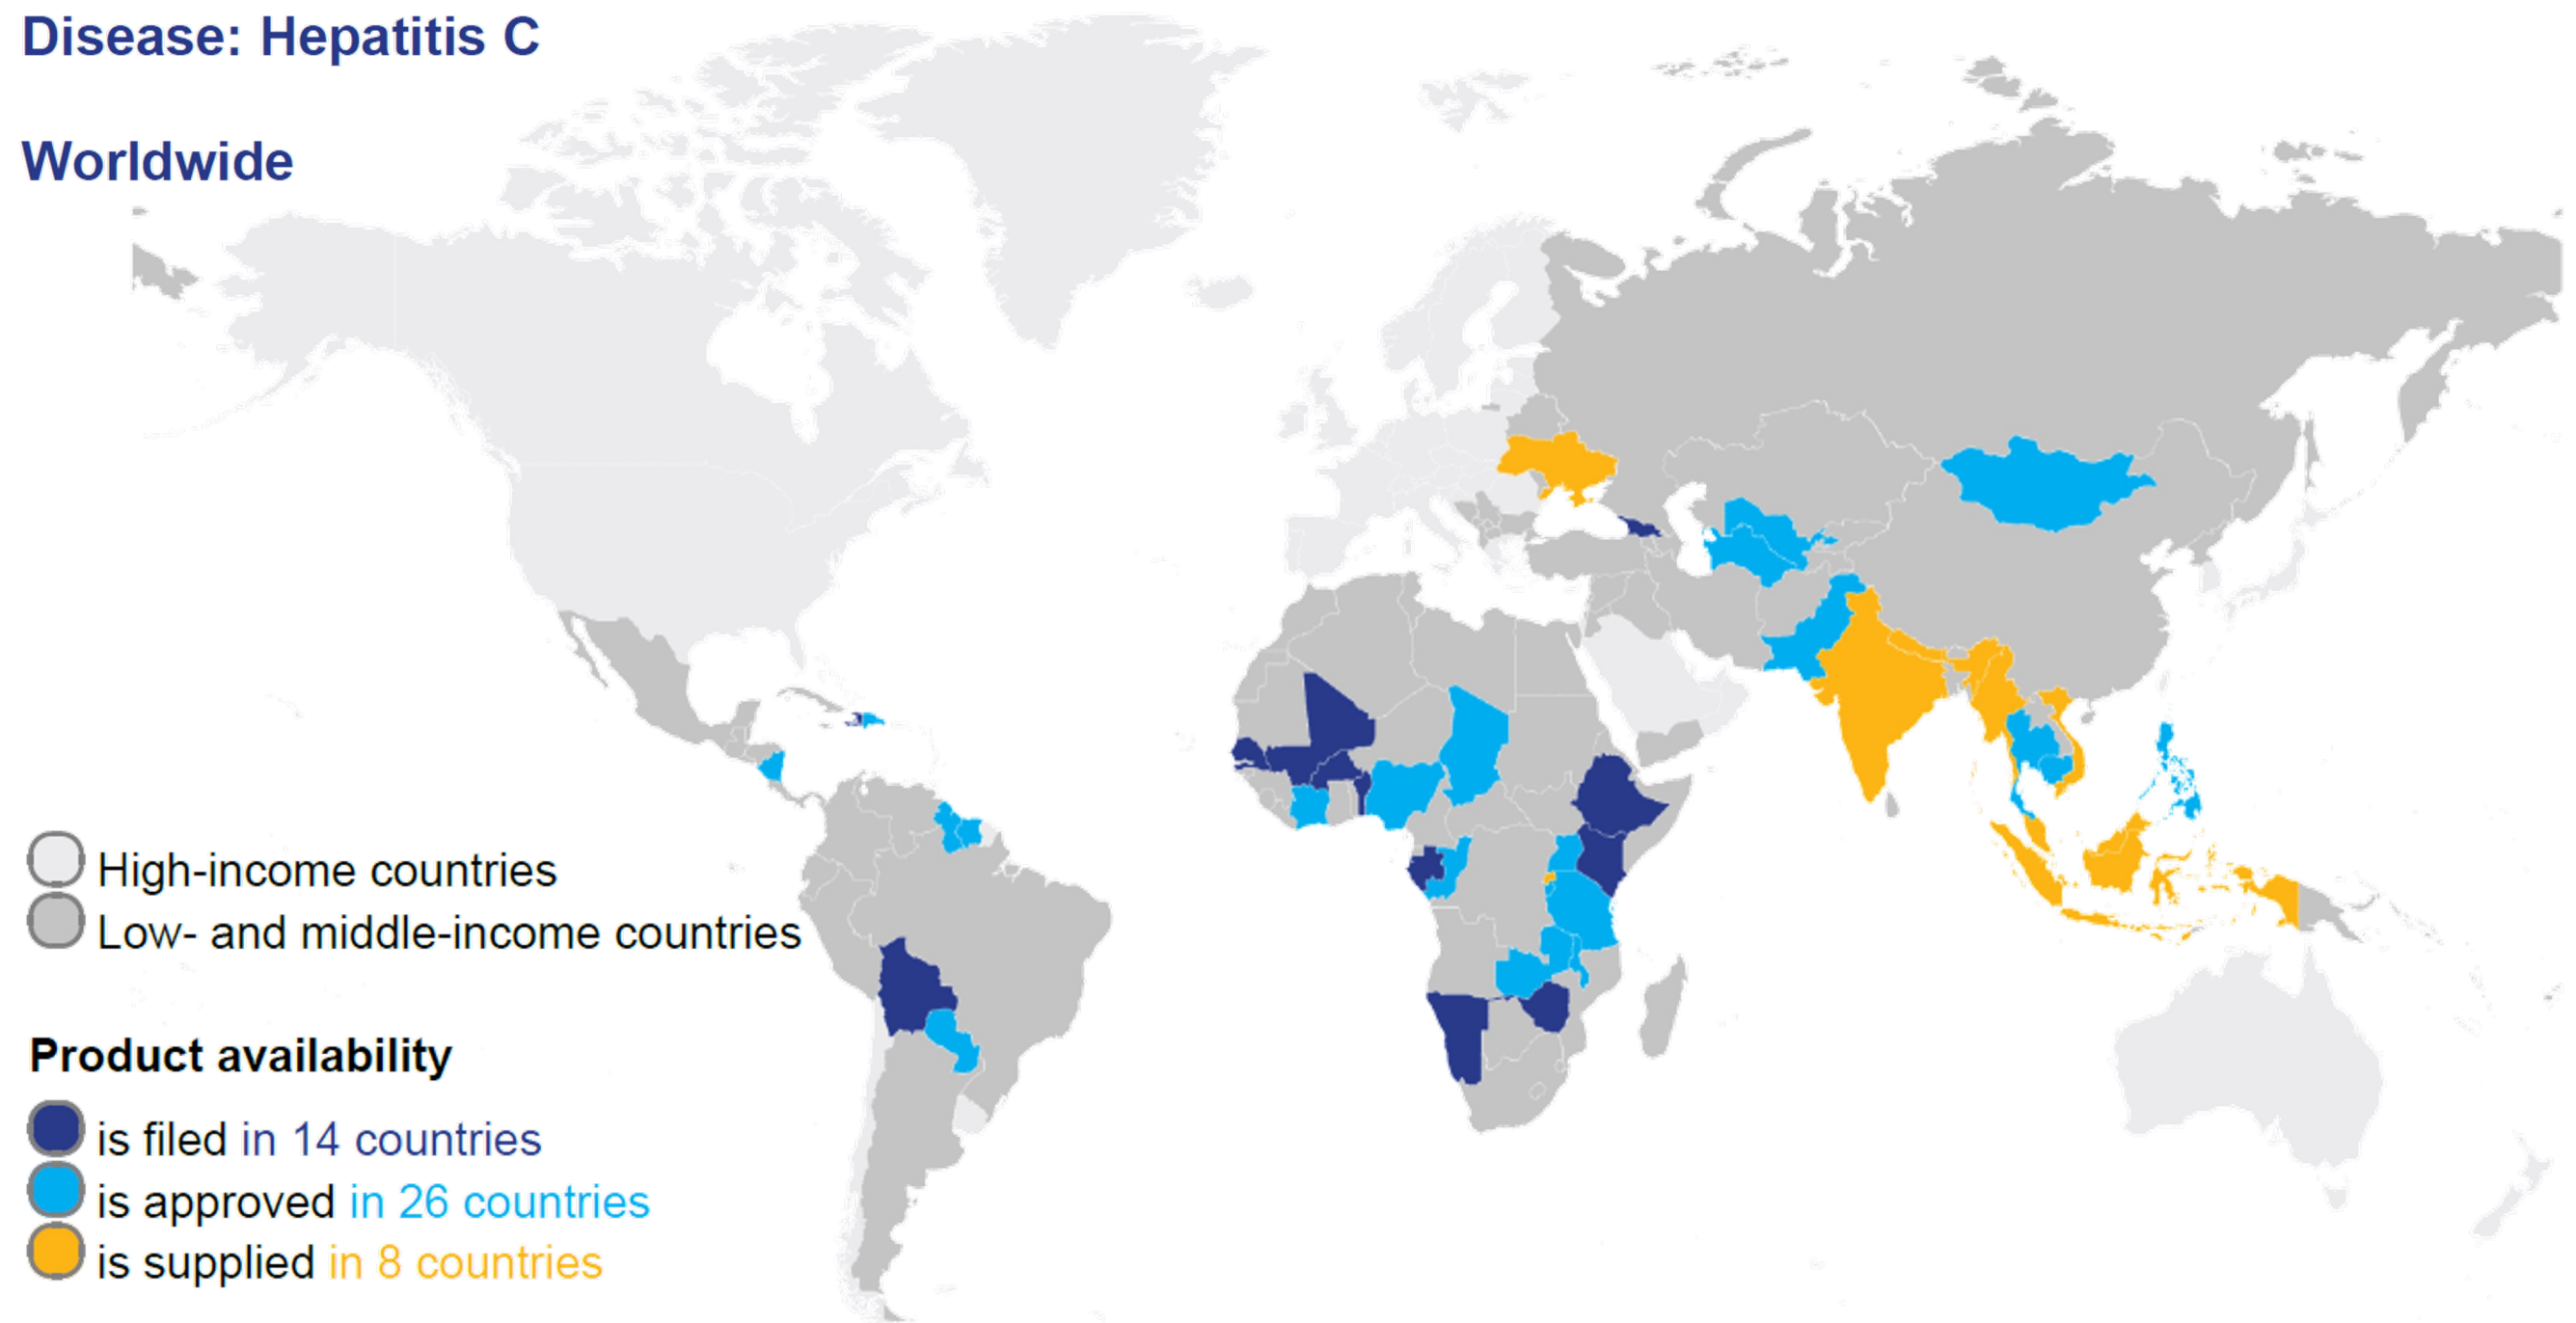 Disease: Hepatitis C
Worldwide
High-income countries
Low- and middle-income countries
Product availability
is filed in 14 countries
is approved in 26 countries
is supplied in 8 countries